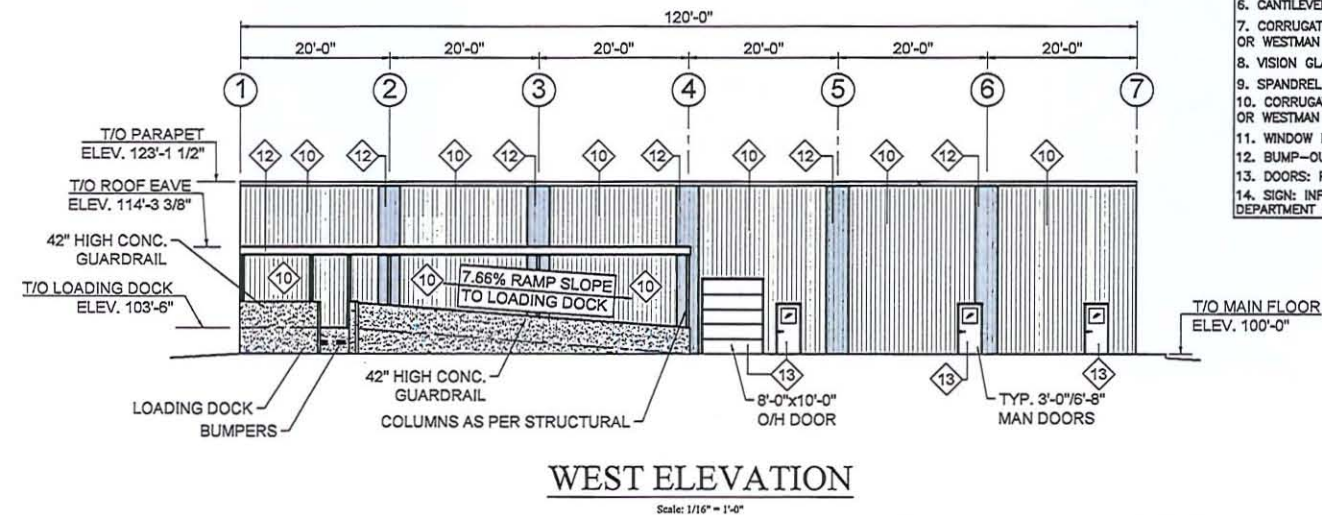 120'-0"
20'-0" 20'-0" 20'-0" 20'-0" 20'-0" 20'-0"
1 2 3 4 5 6 7
T/O PARAPET
ELEV. 123'-1 1/2"
12 10 12 10 12 10 12 10 12 10 12 10
T/O ROOF EAVE
ELEV. 114'-3 3/8"
42" HIGH CONC.
GUARDRAIL
T/O LOADING DOCK
ELEV. 103'-6"
10 10 10
7.66% RAMP SLOPE
TO LOADING DOCK
T/O MAIN FLOOR
ELEV. 100'-0"
LOADING DOCK
BUMPERS
42" HIGH CONC.
GUARDRAIL
COLUMNS AS PER STRUCTURAL
13 13 13
8'-0"x10'-0"
O/H DOOR
TYP. 3'-0"/6'-8"
MAN DOORS
WEST ELEVATION
Scale: 1/16" = 1'-0"
6. CANTILEVE
7. CORRUGAT
OR WESTMAN
8. VISION GLA
9. SPANDREL
10. CORRUGA
OR WESTMAN
11. WINDOW
12. BUMP-OU
13. DOORS: P
14. SIGN: INF
DEPARTMENT